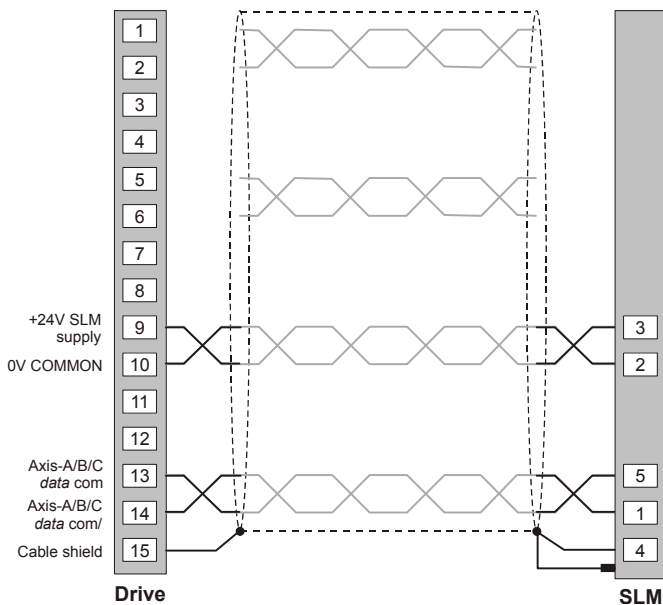 1
2
3
4
5
6
7
8
+24V SLM
supply
9
3
0V COMMON
10
2
11
12
Axis-A/B/C
data com
13
5
Axis-A/B/C
data com/
14
1
Cable shield
15
4
Drive
SLM